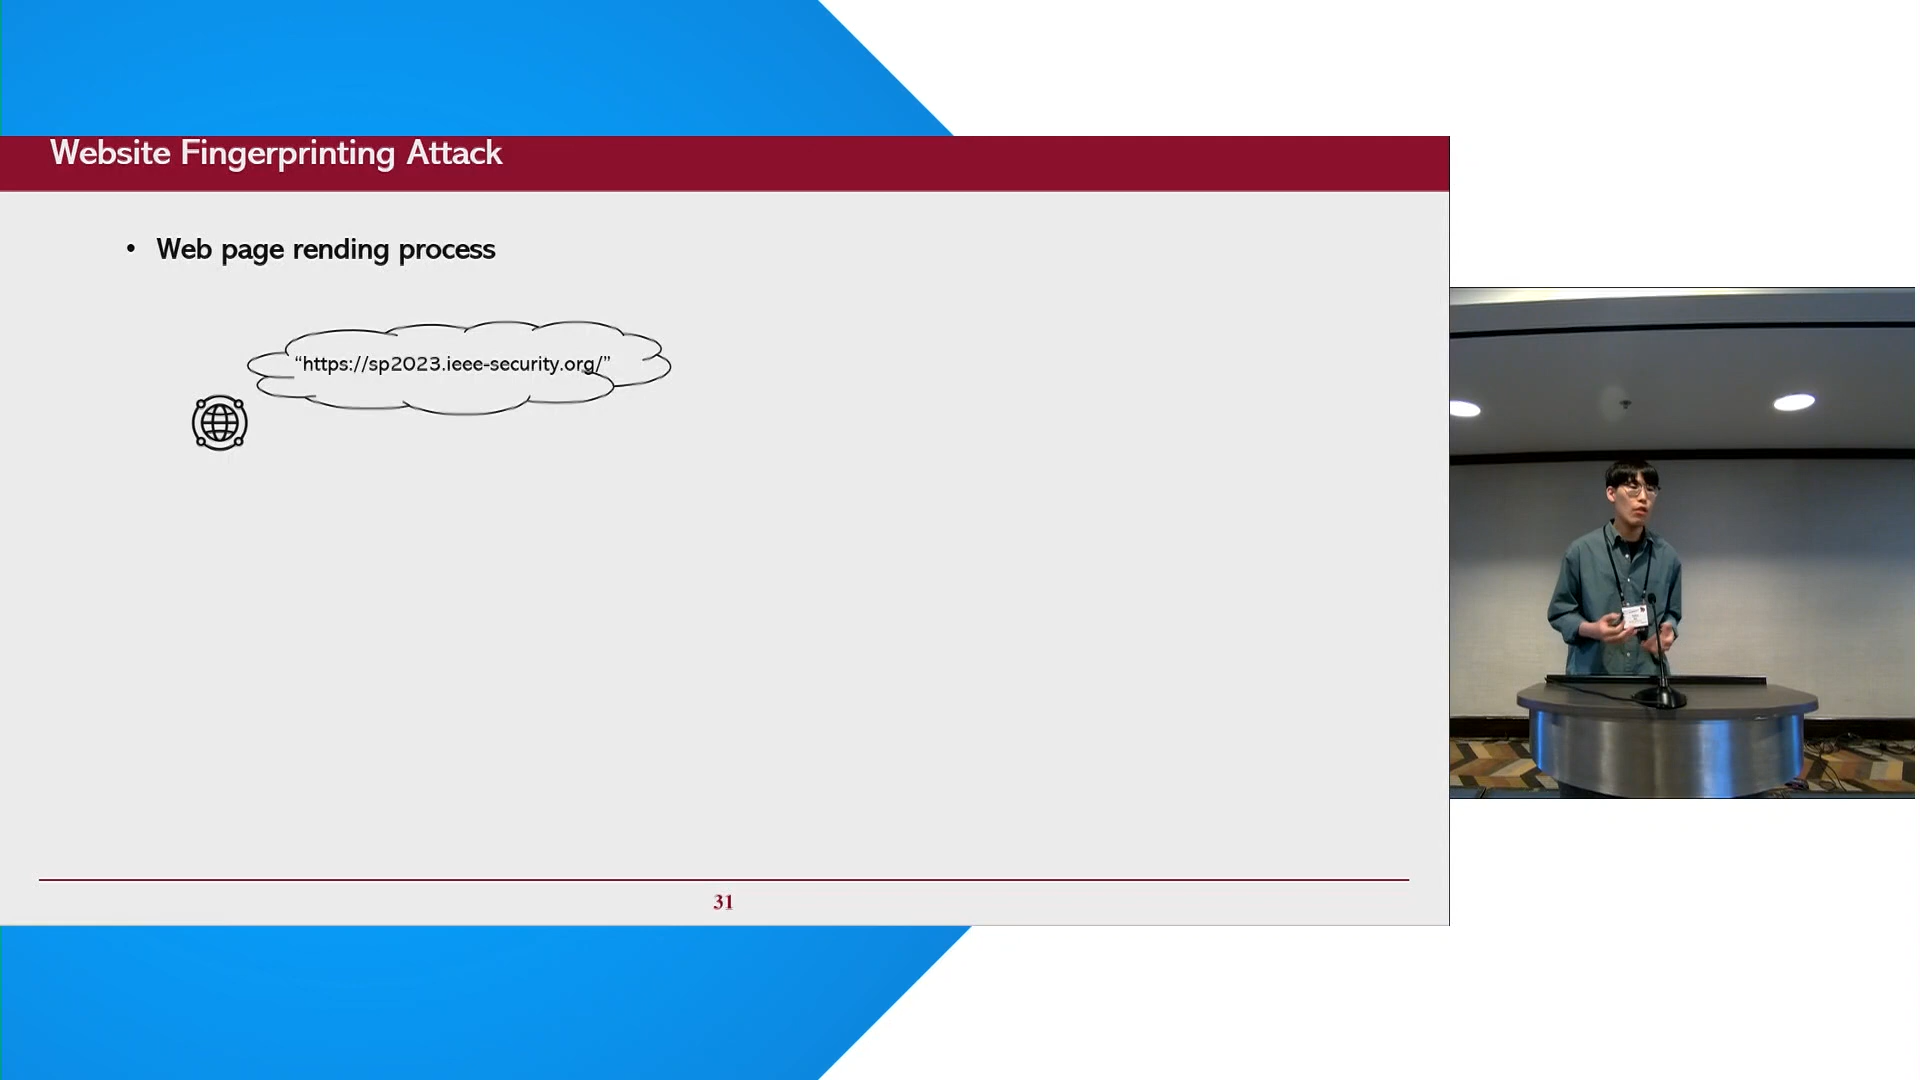 Website Fingerprinting Attack
• Web page rending process
“https://sp2023.ieee-security.org/”
31